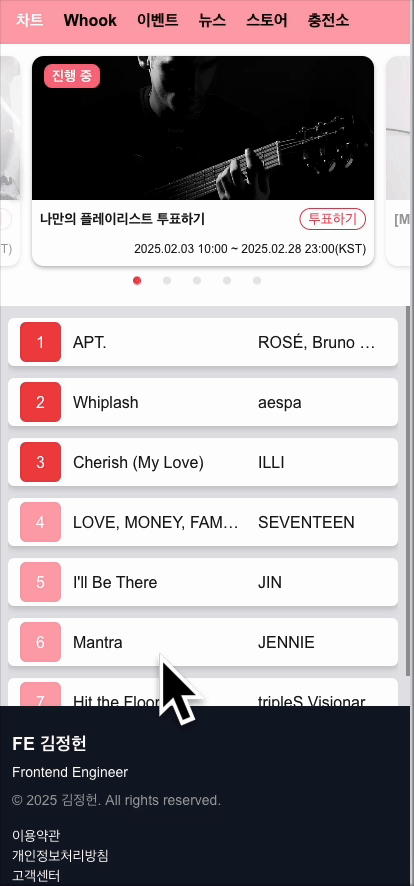 차트 Whook 이벤트 뉴스 스토어 충전소
진행 중
나만의 플레이리스트 투표하기 투표하기
T) 2025.02.03 10:00 ~ 2025.02.28 23:00(KST)
1 APT. ROSÉ, Bruno …
2 Whiplash aespa
3 Cherish (My Love) ILLI
4 LOVE, MONEY, FAM… SEVENTEEN
5 I'll Be There JIN
6 Mantra JENNIE
7 Hit the Floor tripleS Visionar
FE 김정헌
Frontend Engineer
© 2025 김정헌. All rights reserved.
이용약관
개인정보처리방침
고객센터